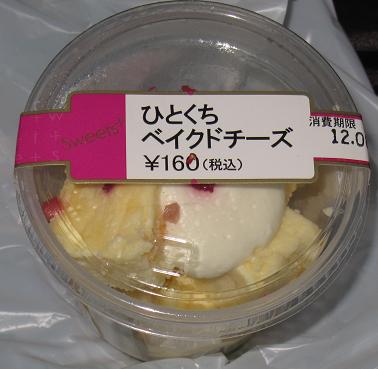 Sweets+
ひとくち
ベイクドチーズ
¥160(税込)
消費期限
12.0